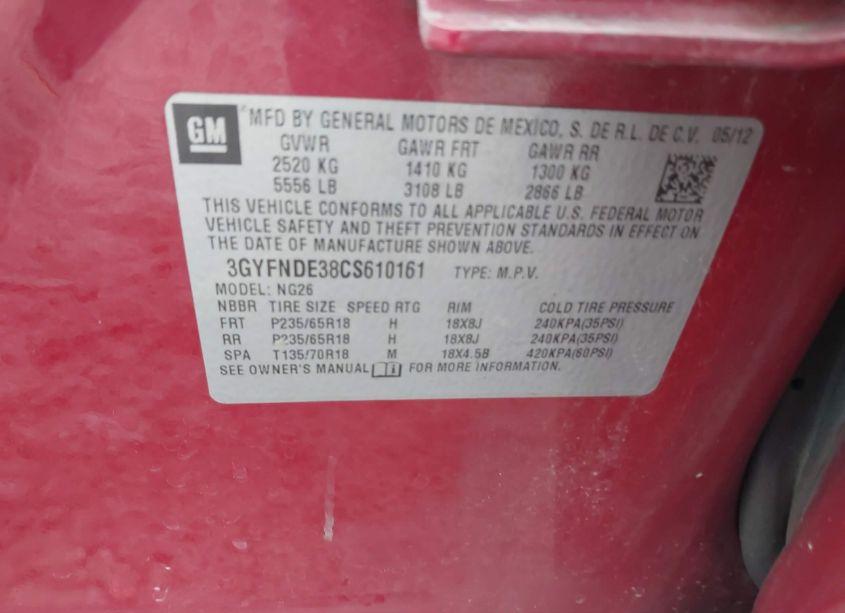 GM
MFD BY GENERAL MOTORS DE MEXICO, S. DE R.L. DE C.V. 05/12
GVWR GAWR FRT GAWR RR
2520 KG 1410 KG 1300 KG
5556 LB 3108 LB 2866 LB
THIS VEHICLE CONFORMS TO ALL APPLICABLE U.S. FEDERAL MOTOR
VEHICLE SAFETY AND THEFT PREVENTION STANDARDS IN EFFECT ON
THE DATE OF MANUFACTURE SHOWN ABOVE.
3GYFNDE38CS610161 TYPE: M.P.V.
MODEL: NG26
NBBR TIRE SIZE SPEED RTG RIM COLD TIRE PRESSURE
FRT P235/65R18 H 18X8J 240KPA(35PSI)
RR P235/65R18 H 18X8J 240KPA(35PSI)
SPA T135/70R18 M 18X4.5B 420KPA(60PSI)
SEE OWNER'S MANUAL FOR MORE INFORMATION.